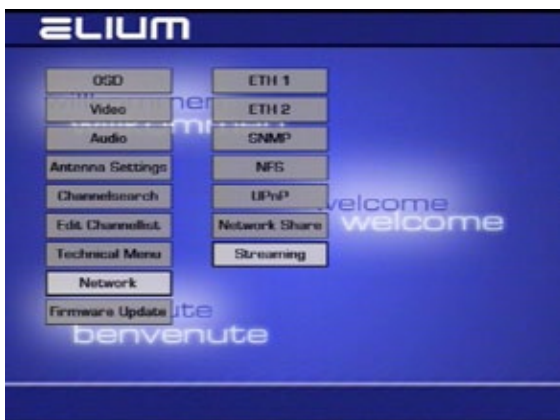 ELIUM
OSD
Video
Audio
Antenna Settings
Channelsearch
Edit Channellist
Technical Menu
Network
Firmware Update
ETH 1
ETH 2
SNMP
NFS
UPnP
Network Share
Streaming
welcome
welcome
benvenute